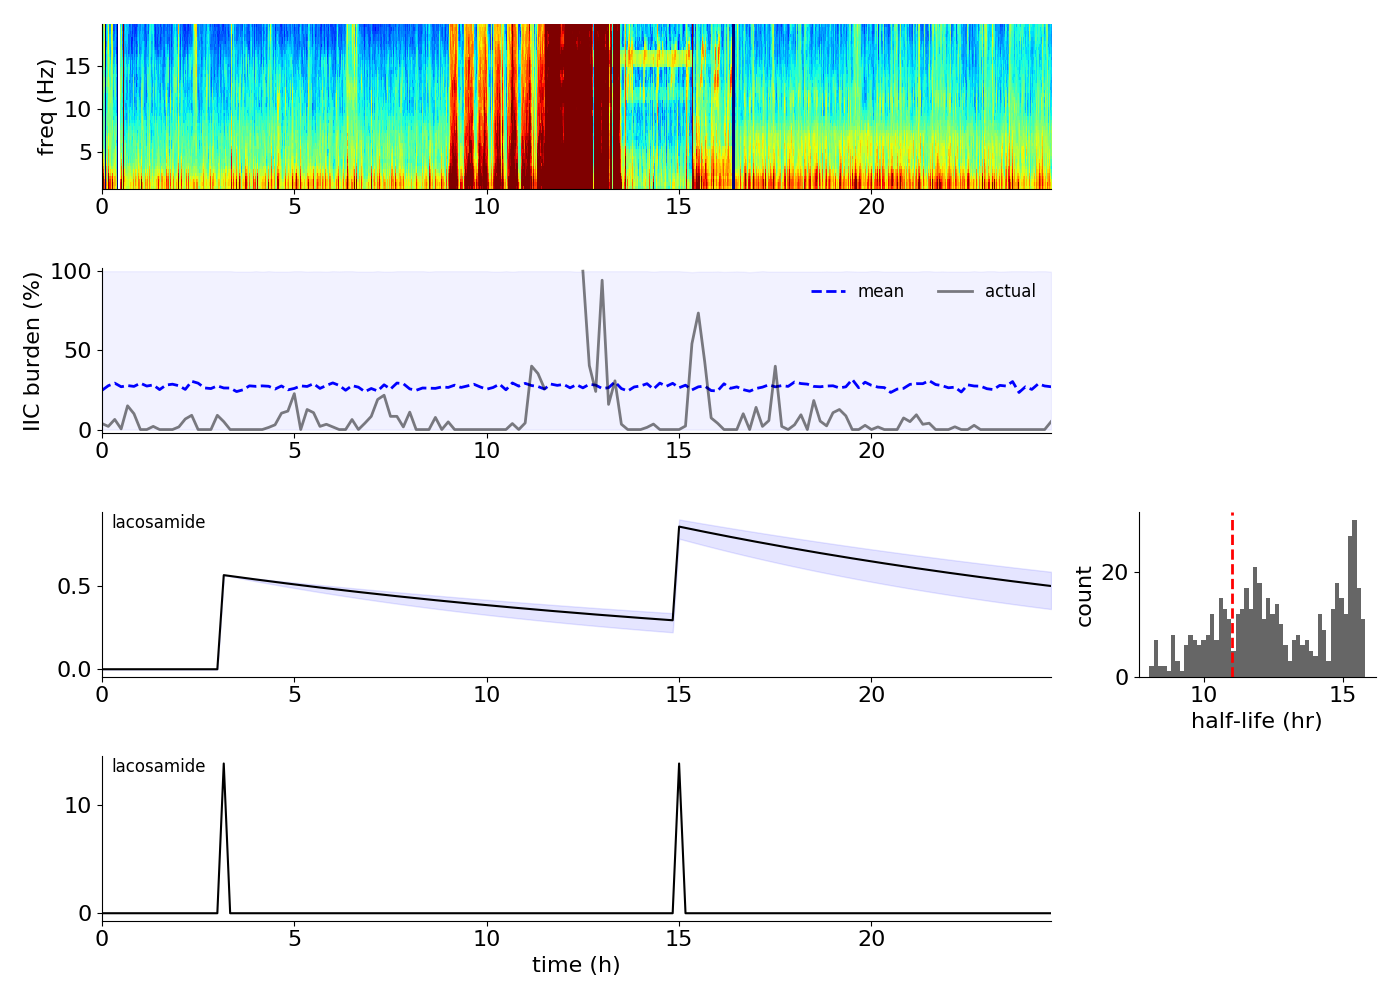 freq (Hz)
15
10
5
0 5 10 15 20
IIC burden (%)
100
50
0
mean actual
0 5 10 15 20
lacosamide
0.5
0.0
0 5 10 15 20
count
20
0
10 15
half-life (hr)
lacosamide
10
0
0 5 10 15 20
time (h)